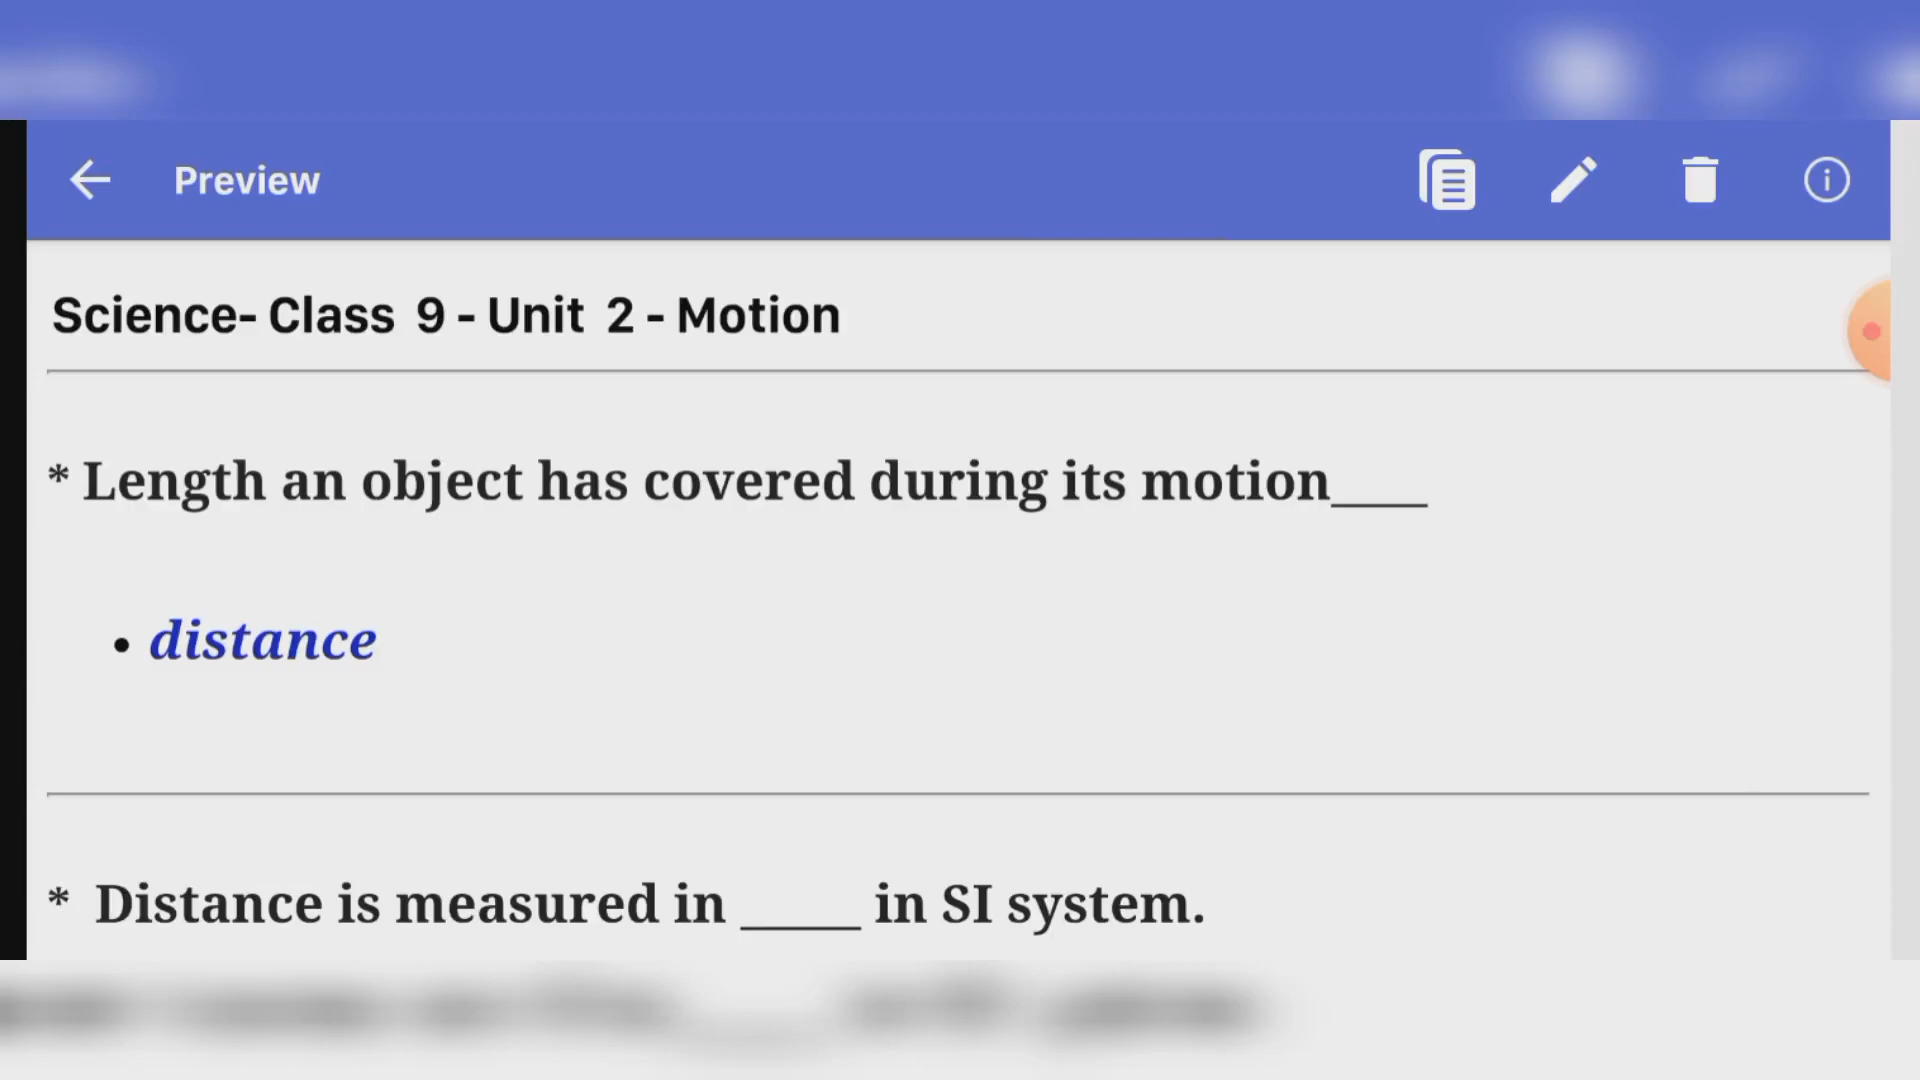 Preview
Science- Class 9 - Unit 2 - Motion
* Length an object has covered during its motion____
• distance
* Distance is measured in _____ in SI system.